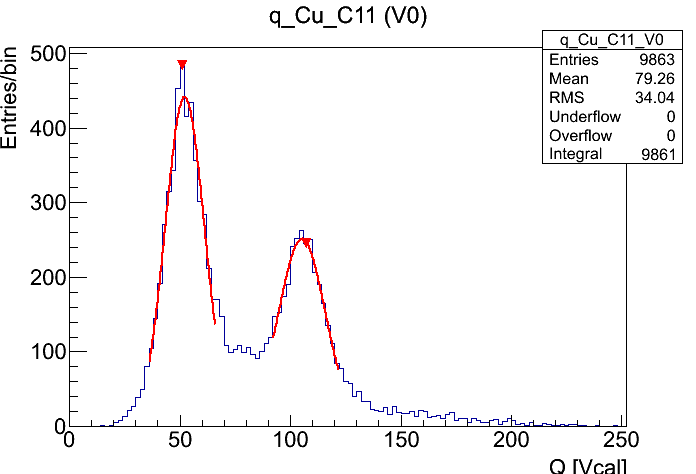 q_Cu_C11 (V0)
q_Cu_C11_V0
Entries 9863
Mean 79.26
RMS 34.04
Underflow 0
Overflow 0
Integral 9861
Entries/bin
500
400
300
200
100
0
0 50 100 150 200 250
Q [Vcal]